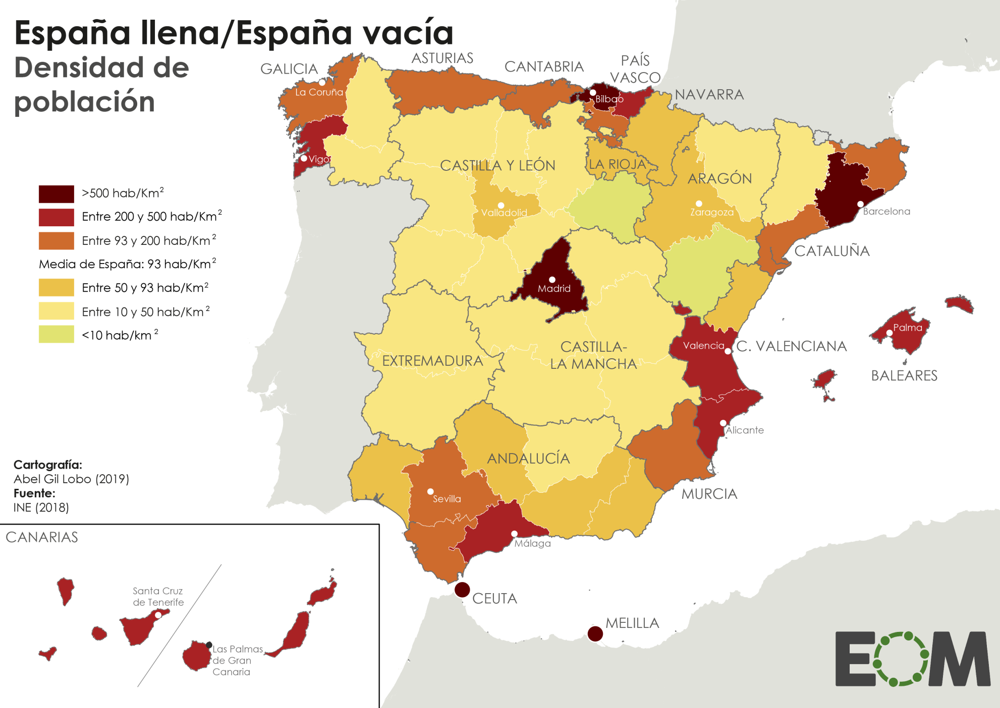 España llena/España vacía
Densidad de
población
GALICIA
ASTURIAS
CANTABRIA
PAÍS
VASCO
NAVARRA
La Coruña
Bilbao
Vigo
CASTILLA Y LEÓN
LA RIOJA
ARAGÓN
>500 hab/Km²
Entre 200 y 500 hab/Km²
Entre 93 y 200 hab/Km²
Media de España: 93 hab/Km²
Entre 50 y 93 hab/Km²
Entre 10 y 50 hab/Km²
<10 hab/km²
Valladolid
Zaragoza
Barcelona
CATALUÑA
Madrid
Palma
Valencia
C. VALENCIANA
CASTILLA-
LA MANCHA
EXTREMADURA
BALEARES
Alicante
ANDALUCÍA
MURCIA
Sevilla
Málaga
Cartografía:
Abel Gil Lobo (2019)
Fuente:
INE (2018)
CANARIAS
Santa Cruz
de Tenerife
Las Palmas
de Gran
Canaria
CEUTA
MELILLA
EOM